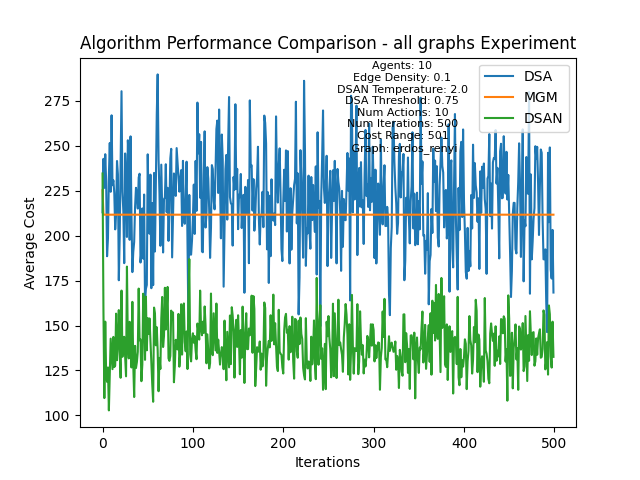 Algorithm Performance Comparison - all graphs Experiment
Agents: 10
Edge Density: 0.1
DSAN Temperature: 2.0
DSA Threshold: 0.75
Num Actions: 10
Num Iterations: 500
Cost Range: 501
Graph: erdos_renyi
DSA
MGM
DSAN
Average Cost
275
250
225
200
175
150
125
100
0
100
200
300
400
500
Iterations